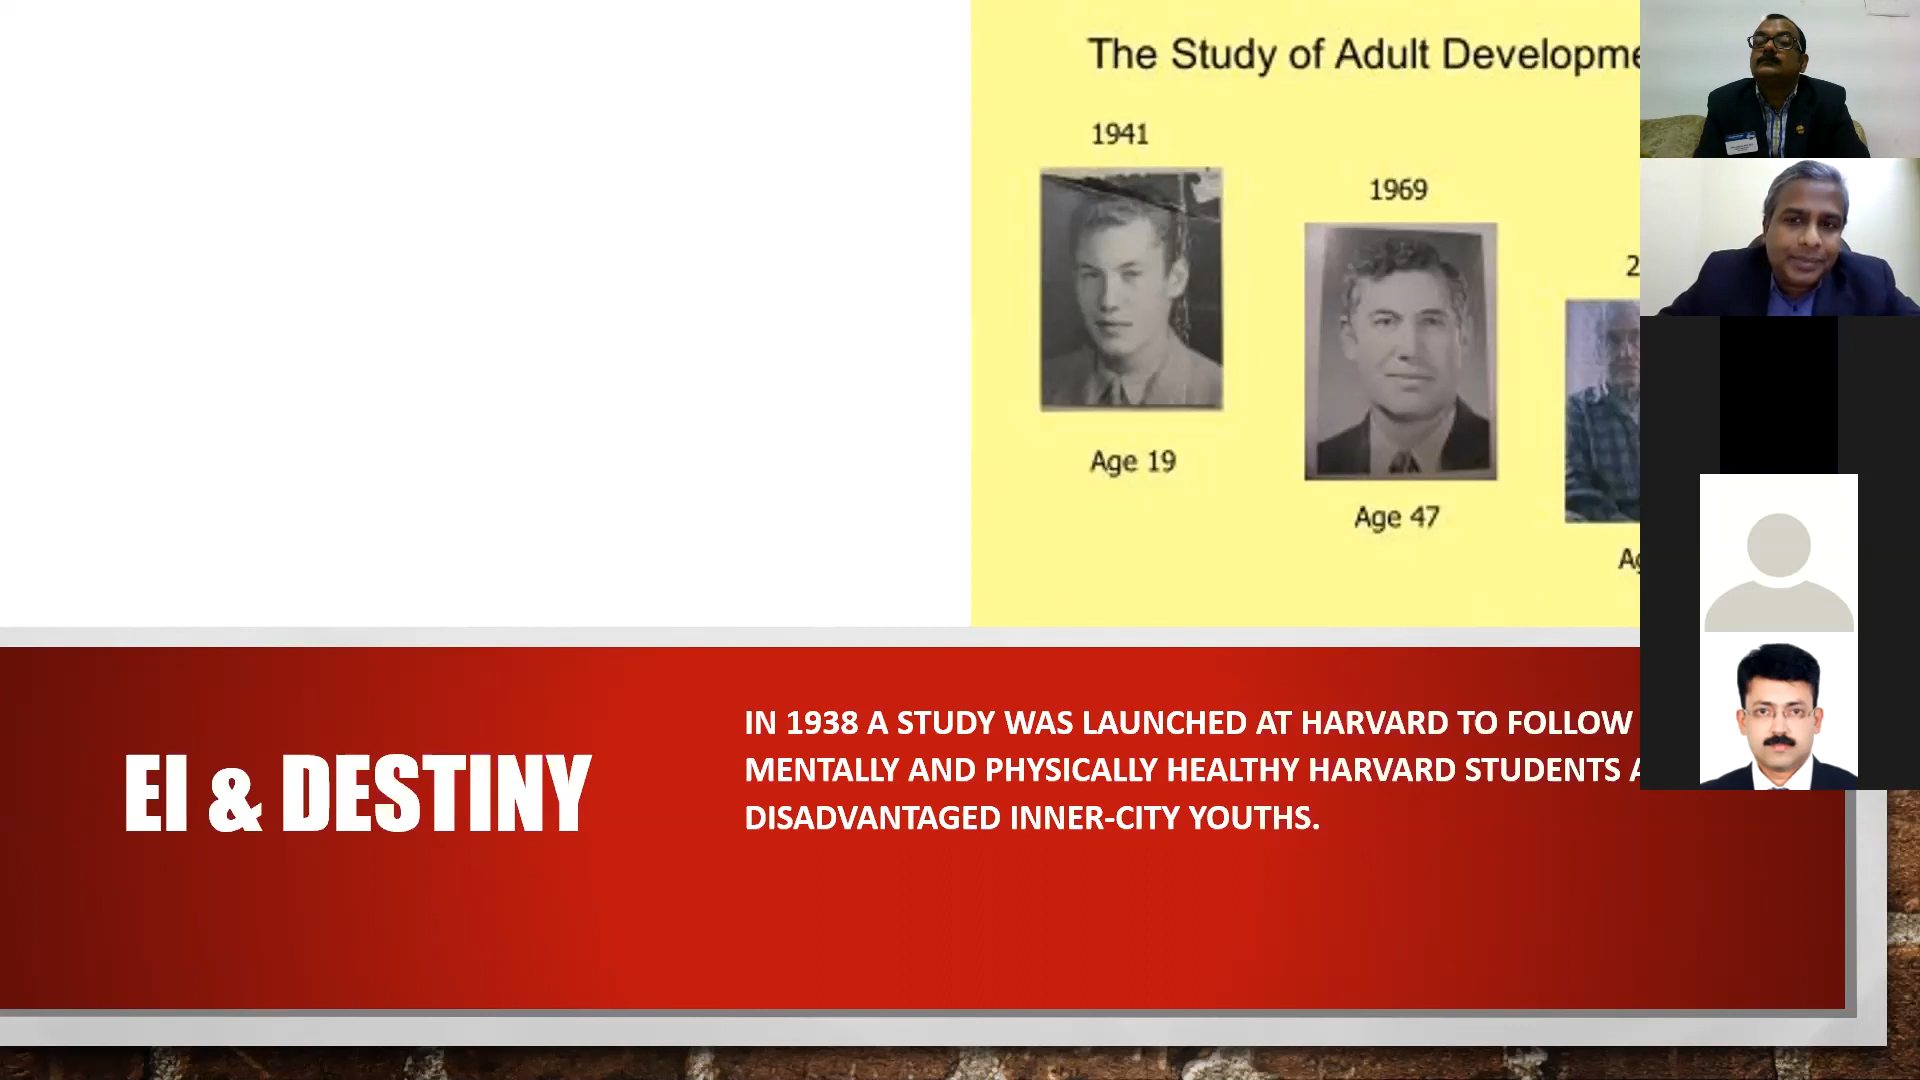 The Study of Adult
1941
1969
Age 19
Age 47
EI & DESTINY
IN 1938 A STUDY WAS LAUNCHED AT HARVARD TO FOLLOW
MENTALLY AND PHYSICALLY HEALTHY HARVARD STUDENTS
DISADVANTAGED INNER-CITY YOUTHS.